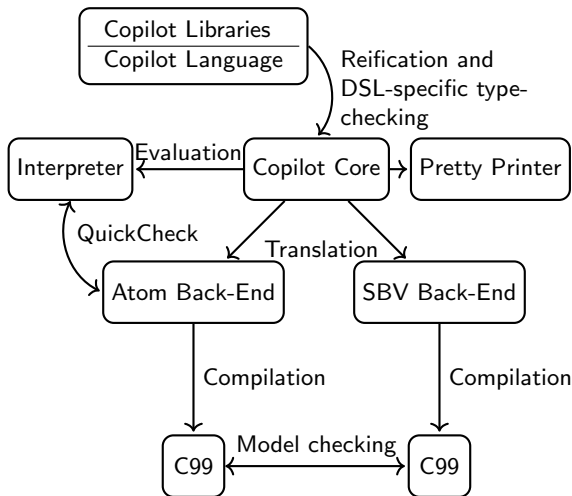 Copilot Libraries
Copilot Language
Reification and
DSL-specific type-
checking
Interpreter
Evaluation
Copilot Core
Pretty Printer
QuickCheck
Translation
Atom Back-End
SBV Back-End
Compilation
Compilation
C99
Model checking
C99